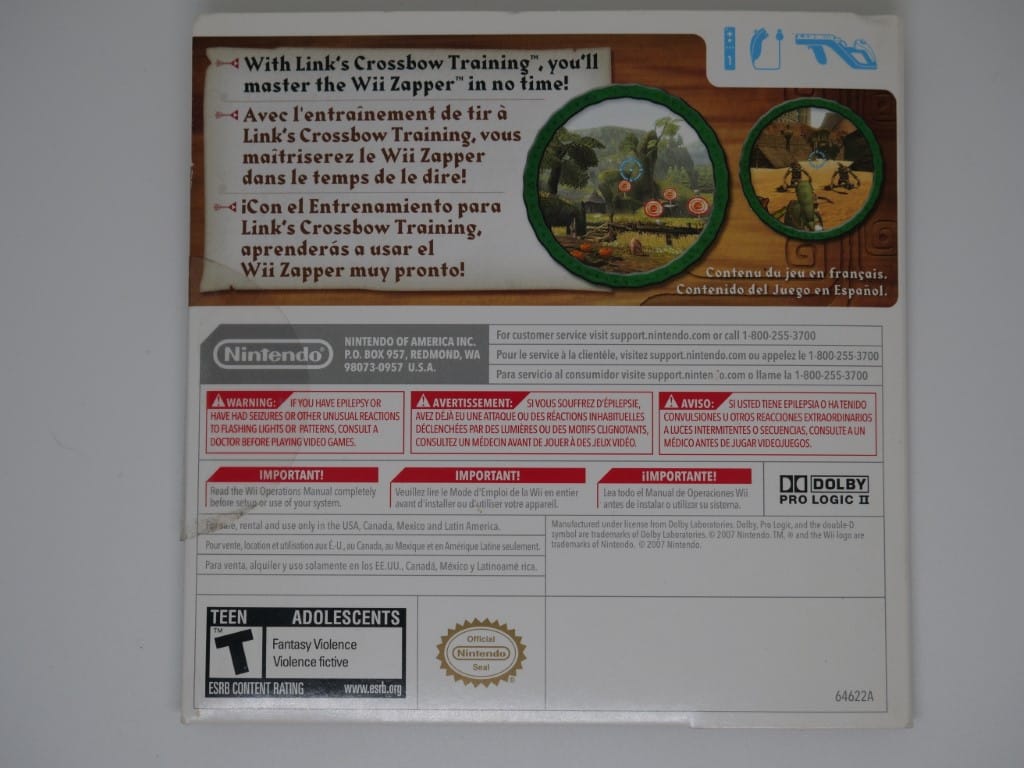 With Link's Crossbow Training™, you'll
master the Wii Zapper™ in no time!
Avec l'entraînement de tir à
Link's Crossbow Training, vous
maîtriserez le Wii Zapper
dans le temps de le dire!
¡Con el Entrenamiento para
Link's Crossbow Training,
aprenderás a usar el
Wii Zapper muy pronto!
Contenu du jeu en français.
Contenido del Juego en Español.
Nintendo®
NINTENDO OF AMERICA INC.
P.O. BOX 957, REDMOND, WA
98073-0957 U.S.A.
For customer service visit support.nintendo.com or call 1-800-255-3700
Pour le service à la clientèle, visitez support.nintendo.com ou appelez le 1-800-255-3700
Para servicio al consumidor visite support.ninten o.com o llame la 1-800-255-3700
WARNING: IF YOU HAVE EPILEPSY OR
HAVE HAD SEIZURES OR OTHER UNUSUAL REACTIONS
TO FLASHING LIGHTS OR PATTERNS, CONSULT A
DOCTOR BEFORE PLAYING VIDEO GAMES.
AVERTISSEMENT: SI VOUS SOUFFREZ D'ÉPILEPSIE,
AVEZ DÉJÀ EU UNE ATTAQUE OU DES RÉACTIONS INHABITUELLES
DÉCLENCHÉES PAR DES LUMIÈRES OU DES MOTIFS CLIGNOTANTS,
CONSULTEZ UN MÉDECIN AVANT DE JOUER À DES JEUX VIDÉO.
AVISO: SI USTED TIENE EPILEPSIA O HA TENIDO
CONVULSIONES U OTROS REACCIONES EXTRAORDINARIOS
A LUCES INTERMITENTES O SECUENCIAS, CONSULTE A UN
MÉDICO ANTES DE JUGAR VIDEOJUEGOS.
IMPORTANT!
Read the Wii Operations Manual completely
before setup or use of your system.
IMPORTANT!
Veuillez lire le Mode d'Emploi de la Wii en entier
avant d'installer ou d'utiliser votre appareil.
¡IMPORTANTE!
Lea todo el Manual de Operaciones Wii
antes de instalar o utilizar su sistema.
DOLBY
PRO LOGIC II
For sale, rental and use only in the USA, Canada, Mexico and Latin America.
Pour vente, location et utilisation aux É.-U., au Canada, au Mexique et en Amérique Latine seulement.
Para venta, alquiler y uso solamente en los EE.UU., Canadá, México y Latinoamé rica.
Manufactured under license from Dolby Laboratories. Dolby, Pro Logic, and the double-D
symbol are trademarks of Dolby Laboratories. © 2007 Nintendo. TM, ® and the Wii logo are
trademarks of Nintendo. © 2007 Nintendo.
TEEN ADOLESCENTS
T™
Fantasy Violence
Violence fictive
ESRB CONTENT RATING www.esrb.org
Official
Nintendo
Seal
®
64622A